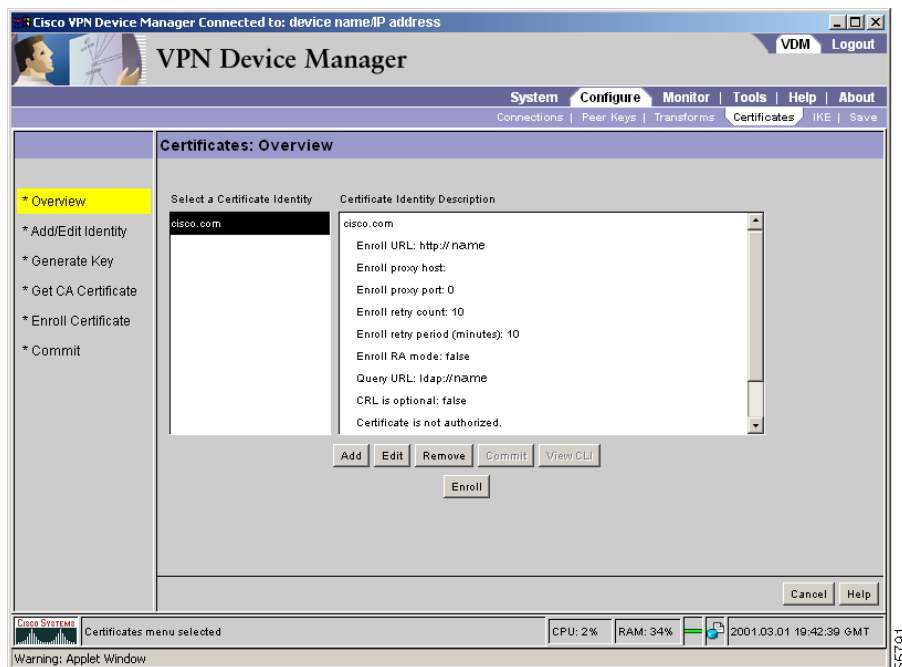 Cisco VPN Device Manager Connected to: device name/IP address
VDM Logout
VPN Device Manager
System Configure Monitor | Tools | Help | About
Connections | Peer Keys | Transforms Certificates IKE | Save
Certificates: Overview
* Overview
* Add/Edit Identity
* Generate Key
* Get CA Certificate
* Enroll Certificate
* Commit
Select a Certificate Identity
cisco.com
Certificate Identity Description
cisco.com
Enroll URL: http://name
Enroll proxy host:
Enroll proxy port: 0
Enroll retry count: 10
Enroll retry period (minutes): 10
Enroll RA mode: false
Query URL: ldap://name
CRL is optional: false
Certificate is not authorized.
Add Edit Remove Commit View CLI
Enroll
Cancel Help
CISCO SYSTEMS
Certificates menu selected
CPU: 2% RAM: 34% 2001.03.01 19:42:39 GMT
Warning: Applet Window
56791